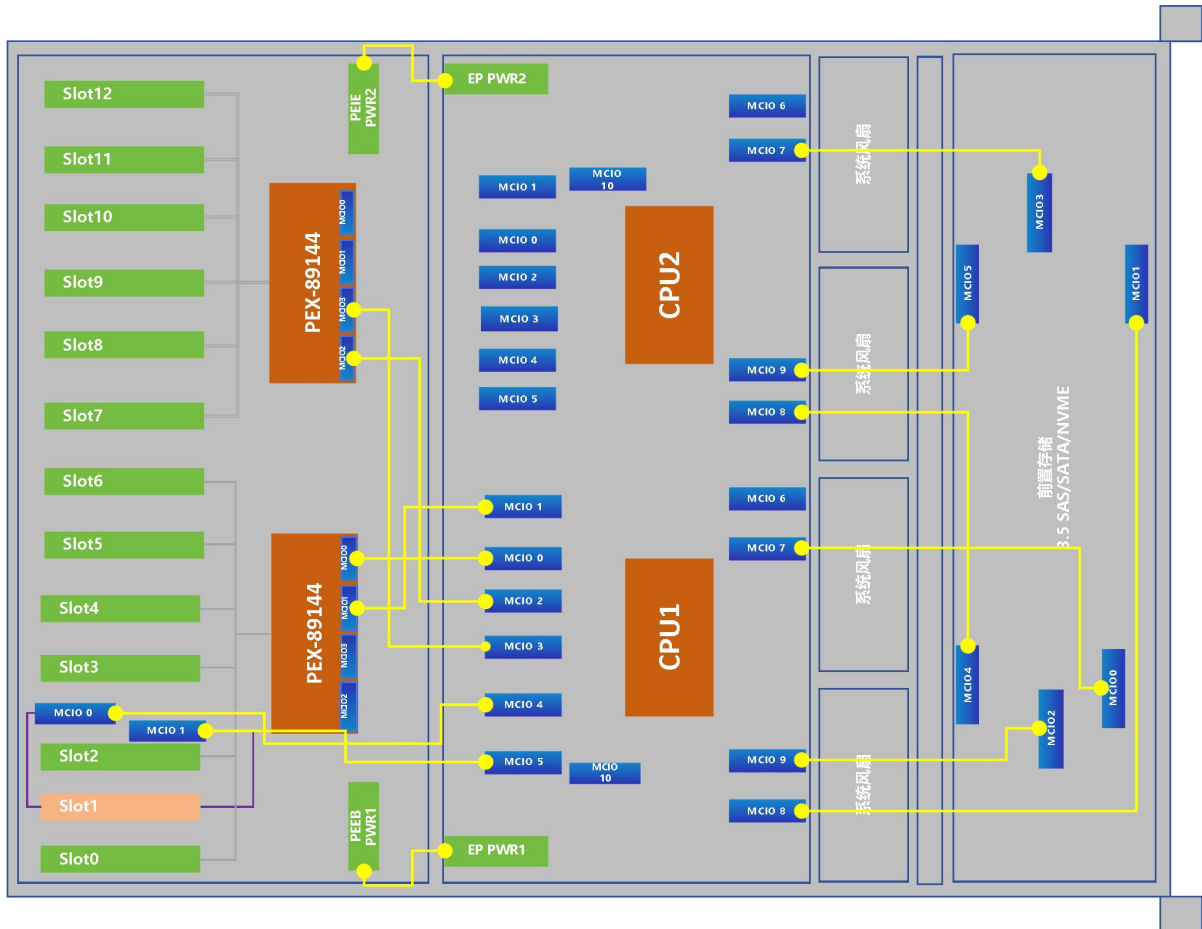 Slot12
Slot11
Slot10
Slot9
Slot8
Slot7
Slot6
Slot5
Slot4
Slot3
MCIO 0
MCIO 1
Slot2
Slot1
Slot0
PEIE
PWR2
PEX-89144
MCIO0
MCIO1
MCIO3
MCIO2
PEX-89144
MCIO0
MCIO1
MCIO3
MCIO2
PEEB
PWR1
EP PWR2
MCIO 1
MCIO
10
MCIO 0
MCIO 2
MCIO 3
MCIO 4
MCIO 5
CPU2
MCIO 6
MCIO 7
MCIO 9
MCIO 8
MCIO 1
MCIO 0
MCIO 2
MCIO 3
MCIO 4
MCIO 5
MCIO
10
CPU1
MCIO 6
MCIO 7
MCIO 9
MCIO 8
EP PWR1
系统风扇
系统风扇
系统风扇
系统风扇
MCIO3
MCIO5
MCIO1
前置存储
3.5 SAS/SATA/NVME
MCIO4
MCIO2
MCIO0